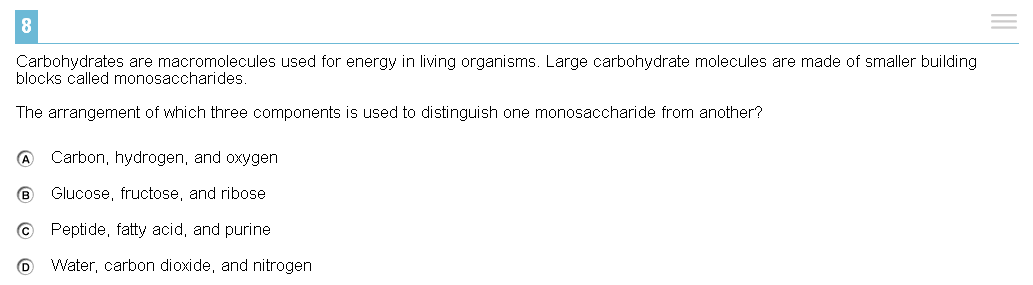 8
Carbohydrates are macromolecules used for energy in living organisms. Large carbohydrate molecules are made of smaller building
blocks called monosaccharides.
The arrangement of which three components is used to distinguish one monosaccharide from another?
A Carbon, hydrogen, and oxygen
B Glucose, fructose, and ribose
C Peptide, fatty acid, and purine
D Water, carbon dioxide, and nitrogen